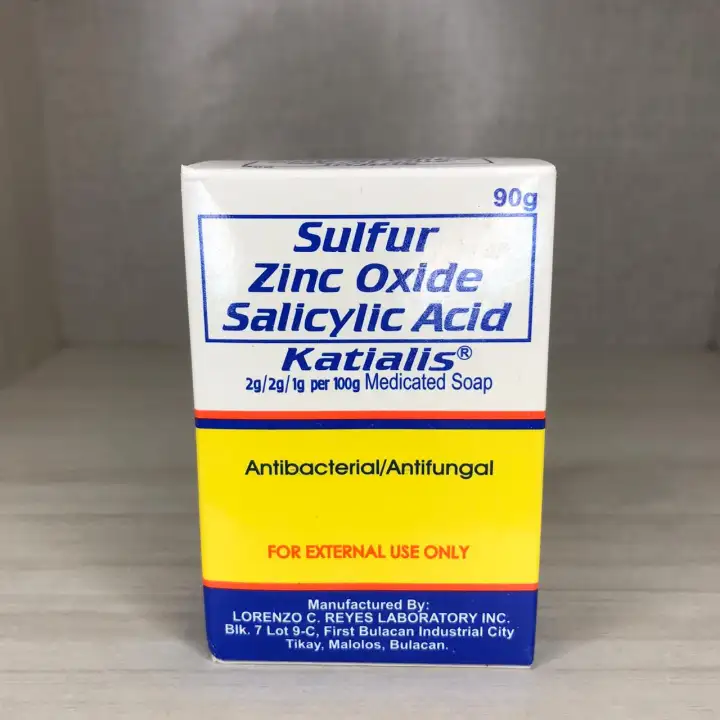 90g
Sulfur
Zinc Oxide
Salicylic Acid
Katialis®
2g/2g/1g per 100g Medicated Soap
Antibacterial/Antifungal
FOR EXTERNAL USE ONLY
Manufactured By:
LORENZO C. REYES LABORATORY INC.
Blk. 7 Lot 9-C, First Bulacan Industrial City
Tikay, Malolos, Bulacan.